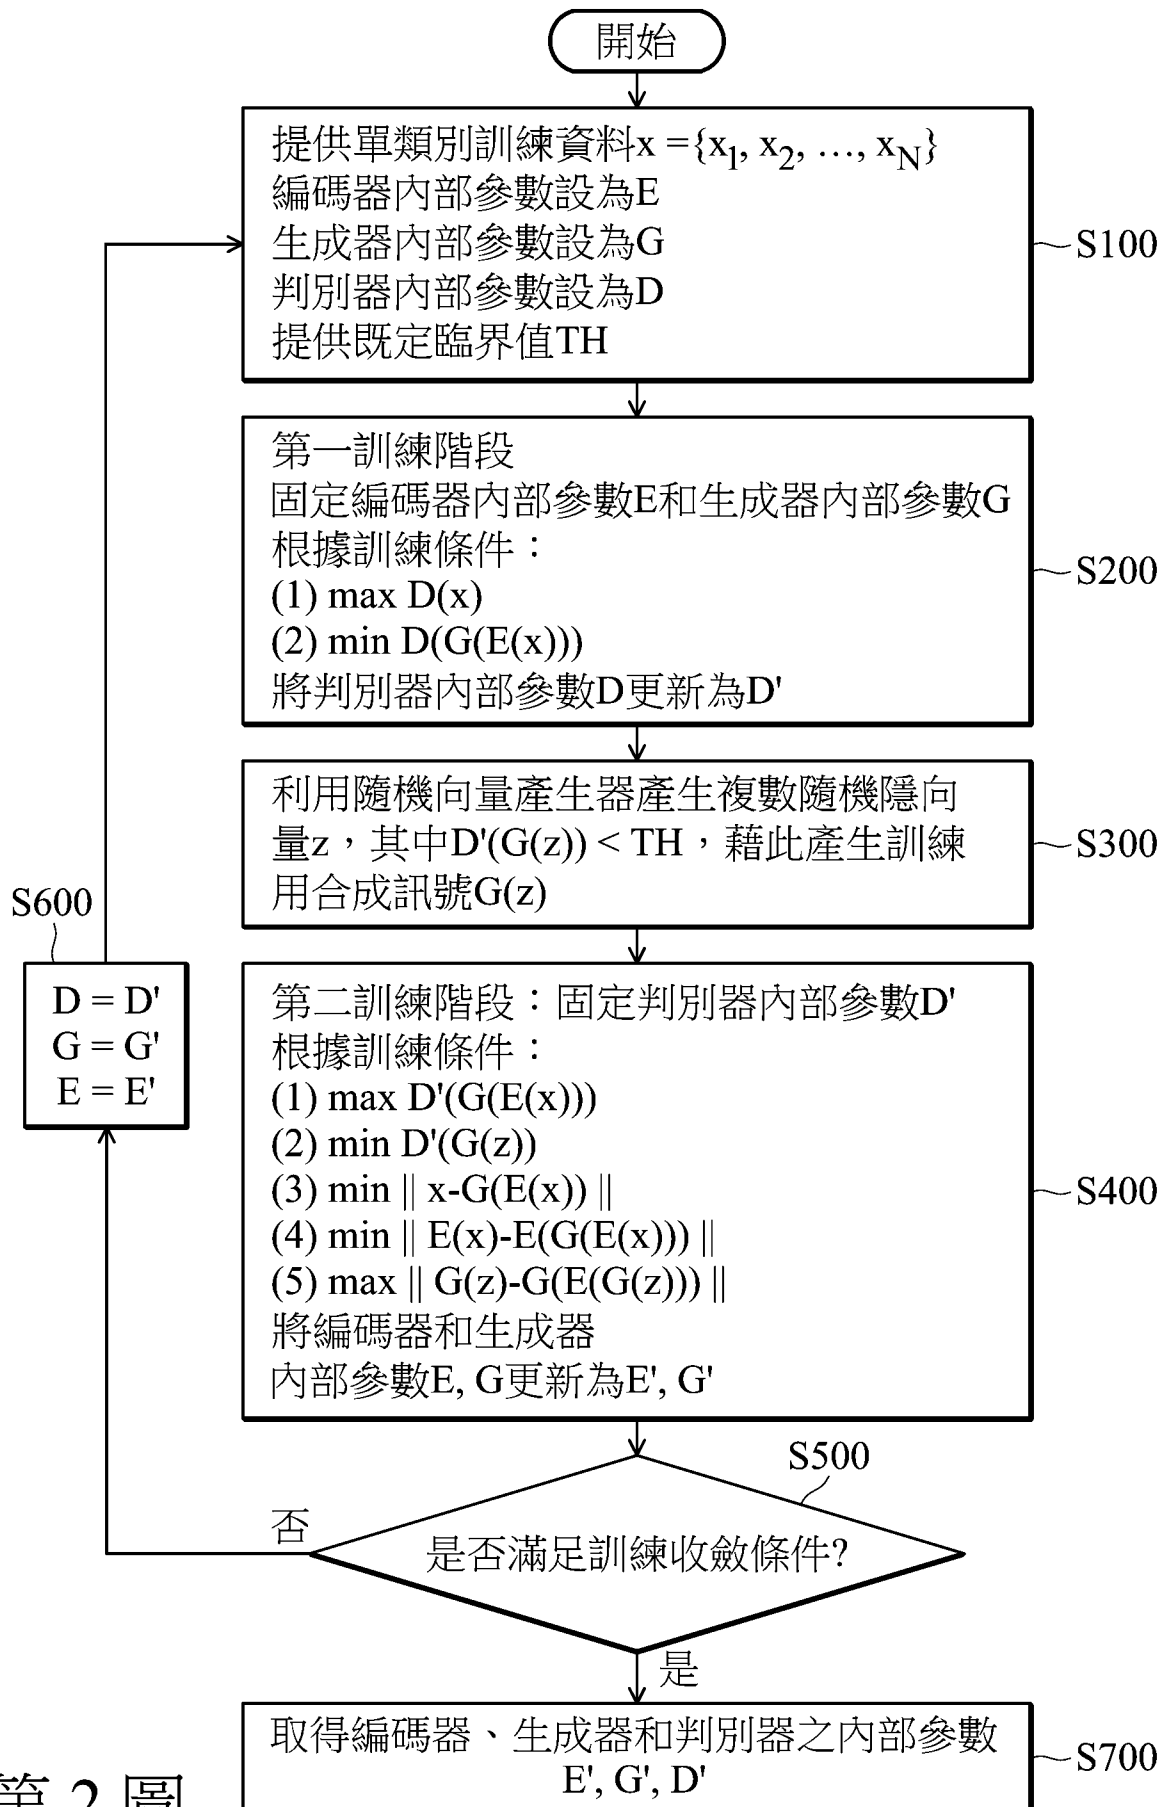 開始
提供單類別訓練資料x ={x1, x2, …, xN}
編碼器內部參數設為E
生成器內部參數設為G
判別器內部參數設為D
提供既定臨界值TH
S100
第一訓練階段
固定編碼器內部參數E和生成器內部參數G
根據訓練條件：
(1) max D(x)
(2) min D(G(E(x)))
將判別器內部參數D更新為D'
S200
利用隨機向量產生器產生複數隨機隱向
量z，其中D'(G(z)) < TH，藉此產生訓練
用合成訊號G(z)
S300
S600
D = D'
G = G'
E = E'
第二訓練階段：固定判別器內部參數D'
根據訓練條件：
(1) max D'(G(E(x)))
(2) min D'(G(z))
(3) min || x-G(E(x)) ||
(4) min || E(x)-E(G(E(x))) ||
(5) max || G(z)-G(E(G(z))) ||
將編碼器和生成器
內部參數E, G更新為E', G'
S400
S500
否
是否滿足訓練收斂條件?
是
取得編碼器、生成器和判別器之內部參數
E', G', D'
S700
第 2 圖